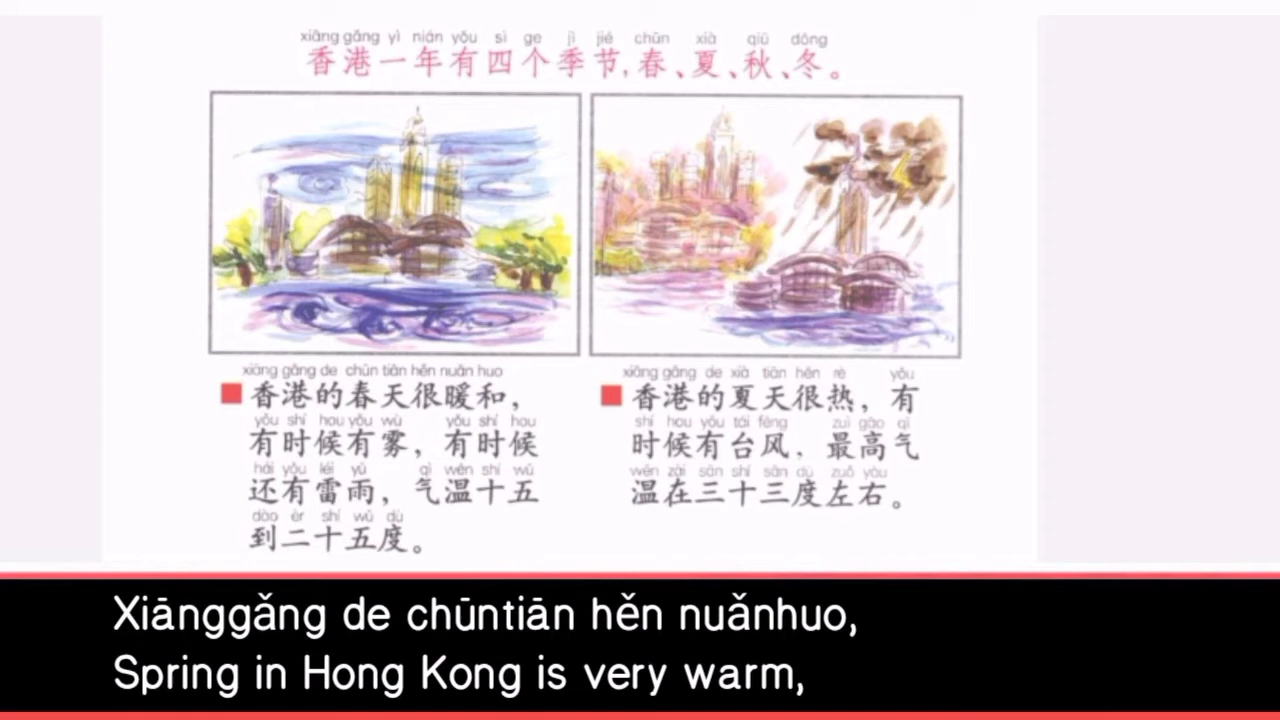 xiāng gǎng yì nián yǒu sì ge jì jié chūn xià qiū dōng
香港一年有四个季节,春、夏、秋、冬。
xiāng gǎng de chūn tiān hěn nuǎn huo
香港的春天很暖和，
yǒu shí hou yǒu wù yǒu shí hou
有时候有雾，有时候
hái yǒu léi yǔ qì wēn shí wǔ
还有雷雨，气温十五
dào èr shí wǔ dù
到二十五度。
xiāng gǎng de xià tiān hěn rè yǒu
香港的夏天很热，有
shí hou yǒu tái fēng zuì gāo qì
时候有台风，最高气
wēn zài sān shí sān dù zuǒ yòu
温在三十三度左右。
Xiānggǎng de chūntiān hěn nuǎnhuo,
Spring in Hong Kong is very warm,